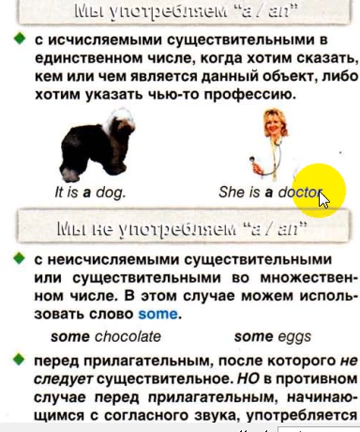 Мы употребляем "a / an"
с исчисляемыми существительными в
единственном числе, когда хотим сказать,
кем или чем является данный объект, либо
хотим указать чью-то профессию.
It is a dog. She is a doctor.
Мы не употребляем "a / an"
с неисчисляемыми существительными
или существительными во множествен-
ном числе. В этом случае можем исполь-
зовать слово some.
some chocolate some eggs
перед прилагательным, после которого не
следует существительное. НО в противном
случае перед прилагательным, начинаю-
щимся с согласного звука, употребляется